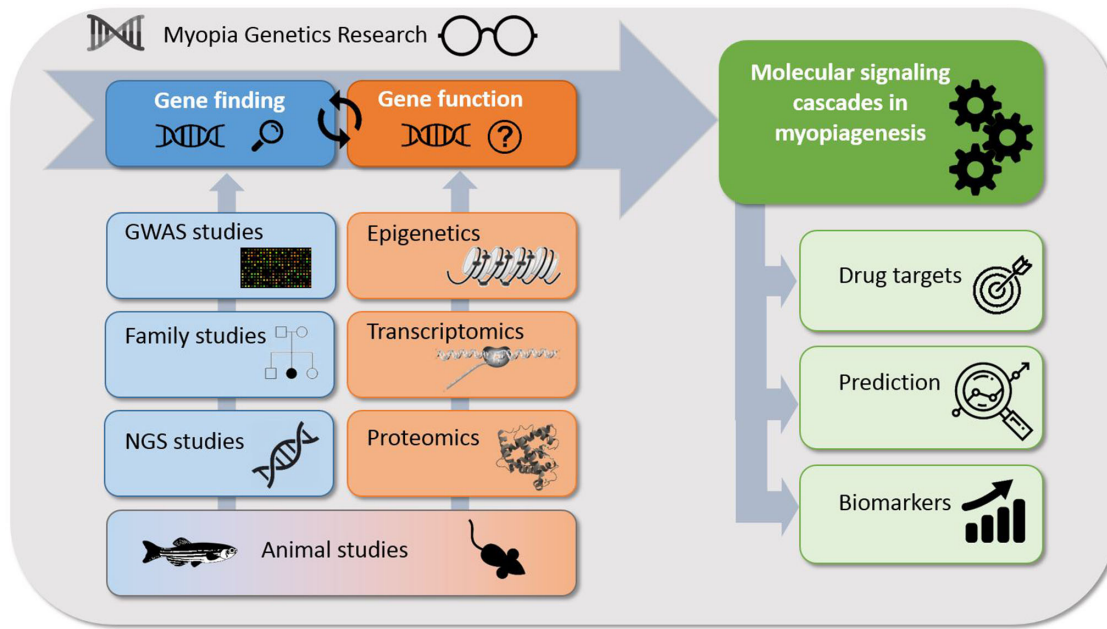 Myopia Genetics Research
Gene finding
Gene function
?
GWAS studies
Epigenetics
Family studies
Transcriptomics
NGS studies
Proteomics
Animal studies
Molecular signaling
cascades in
myopiagenesis
Drug targets
Prediction
Biomarkers